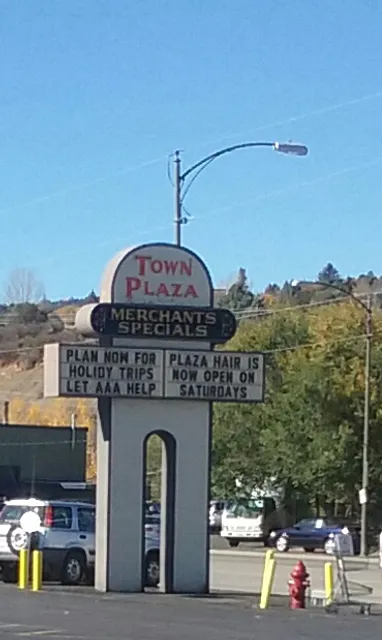 TOWN
PLAZA
MERCHANTS
SPECIALS
PLAN NOW FOR
HOLIDY TRIPS
LET AAA HELP
PLAZA HAIR IS
NOW OPEN ON
SATURDAYS